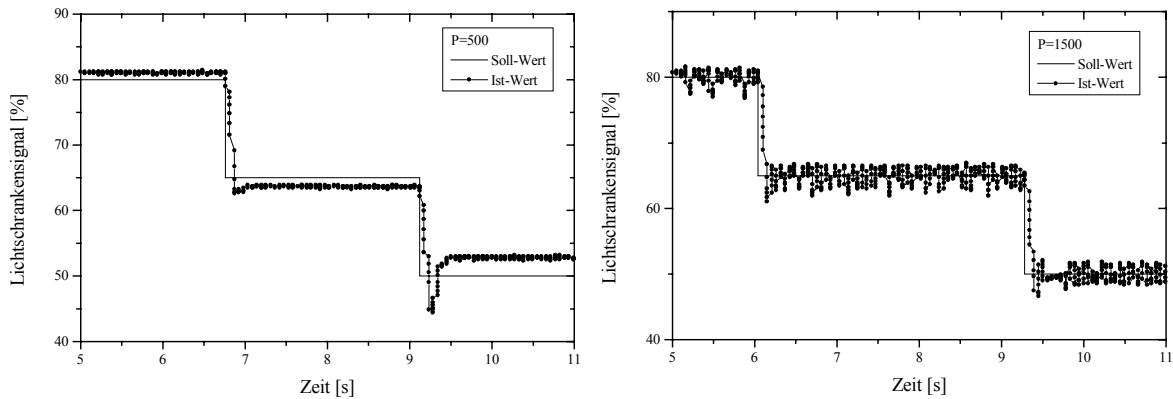 P=500
Soll-Wert
Ist-Wert
Lichtschrankensignal [%]
90
80
70
60
50
40
5
6
7
8
9
10
11
Zeit [s]
P=1500
Soll-Wert
Ist-Wert
Lichtschrankensignal [%]
80
60
40
5
6
7
8
9
10
11
Zeit [s]